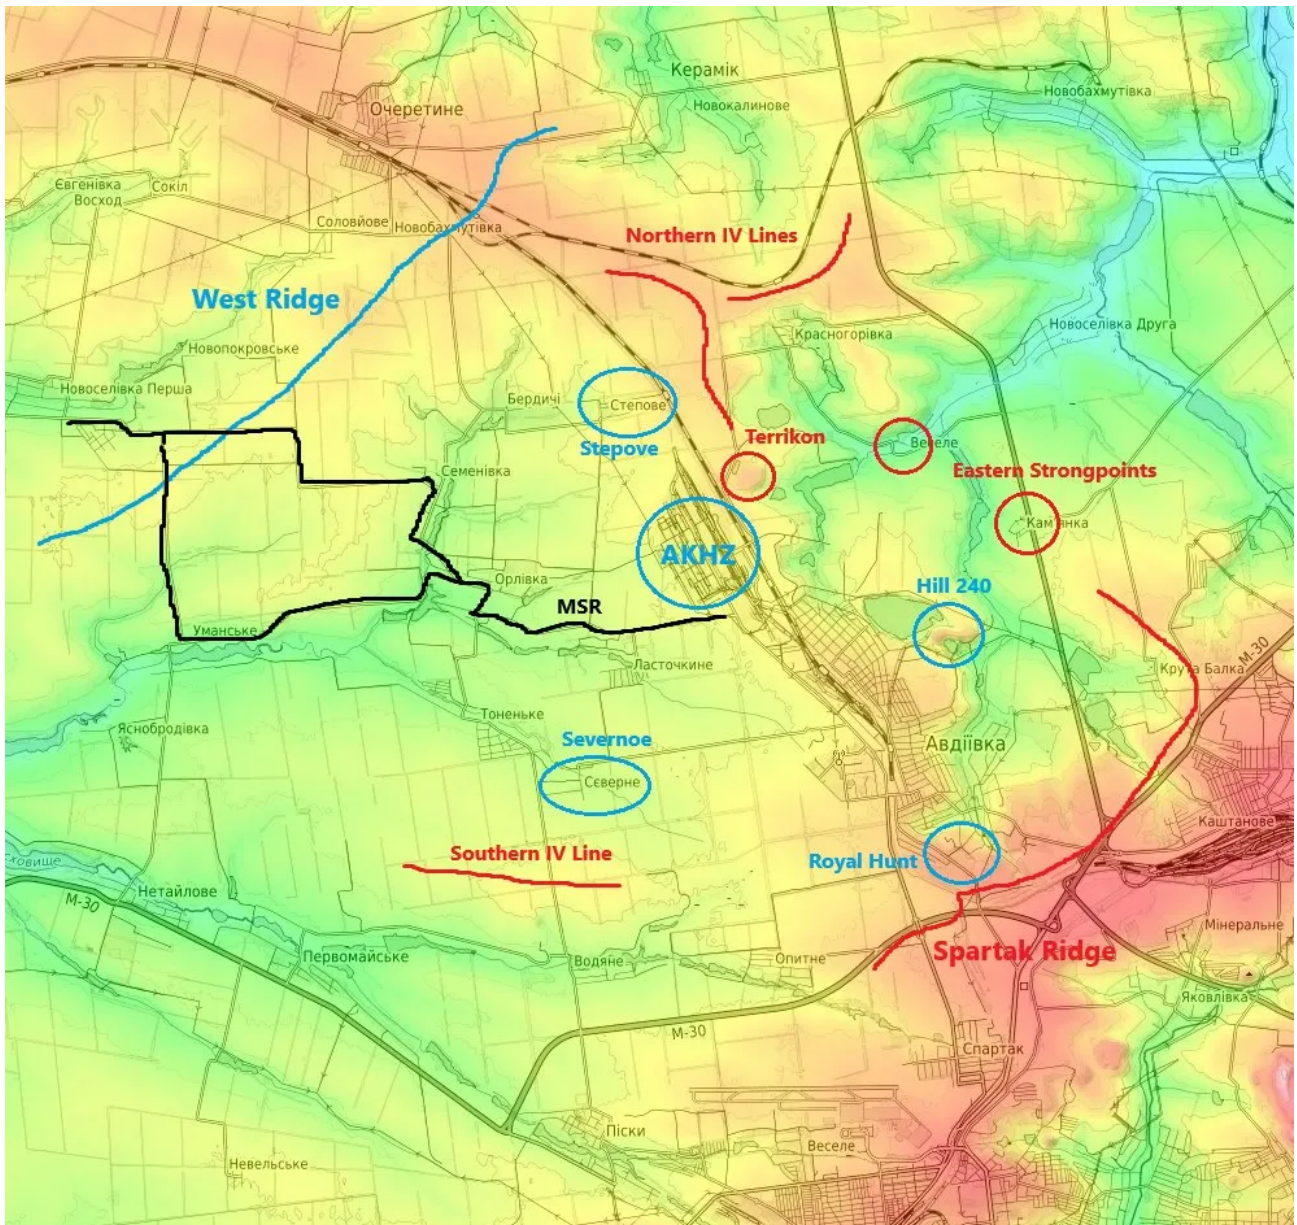 Керамік
Новобахмутівка
Новокалинове
Очеретине
Євгенівка
Сокіл
Восход
Соловйове
Новобахмутівка
Northern IV Lines
West Ridge
Новоселівка Друга
Красногорівка
Новопокровське
Новоселівка Перша
Бердичі
Степове
Stepove
Terrikon
Веселе
Семенівка
Eastern Strongpoints
Кам'янка
AKHZ
Орлівка
MSR
Hill 240
Уманське
Ласточкине
Крута Балка
М-30
Тоненьке
Яснобродівка
Severnoe
Авдіївка
Сєверне
Каштанове
Southern IV Line
Royal Hunt
ховище
Нетайлове
М-30
Мінеральне
Spartak Ridge
Первомайське
Водяне
Опитне
Яковлівка
М-30
Спартак
Піски
Веселе
Невельське